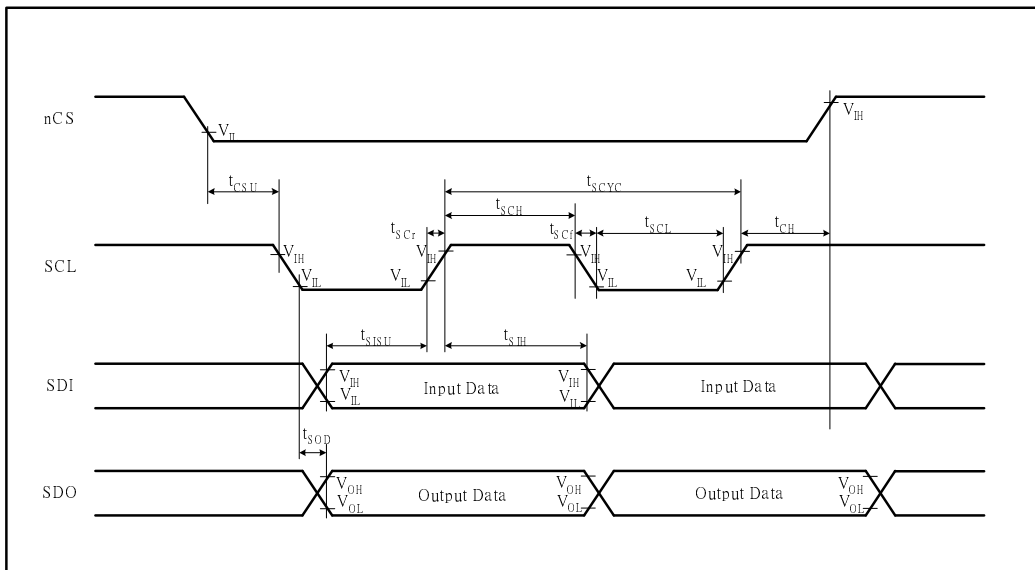 nCS
V_IL
V_IH
t_CSU
t_SCYC
t_SCH
t_SCr
t_SCf
t_SCL
t_CH
SCL
V_IH
V_IL
V_IL
V_IH
V_IH
V_IL
V_IL
V_IH
t_SISU
t_SIH
SDI
V_IH
V_IL
Input Data
V_IH
V_IL
Input Data
t_SOD
SDO
V_OH
V_OL
Output Data
V_OH
V_OL
Output Data
V_OH
V_OL